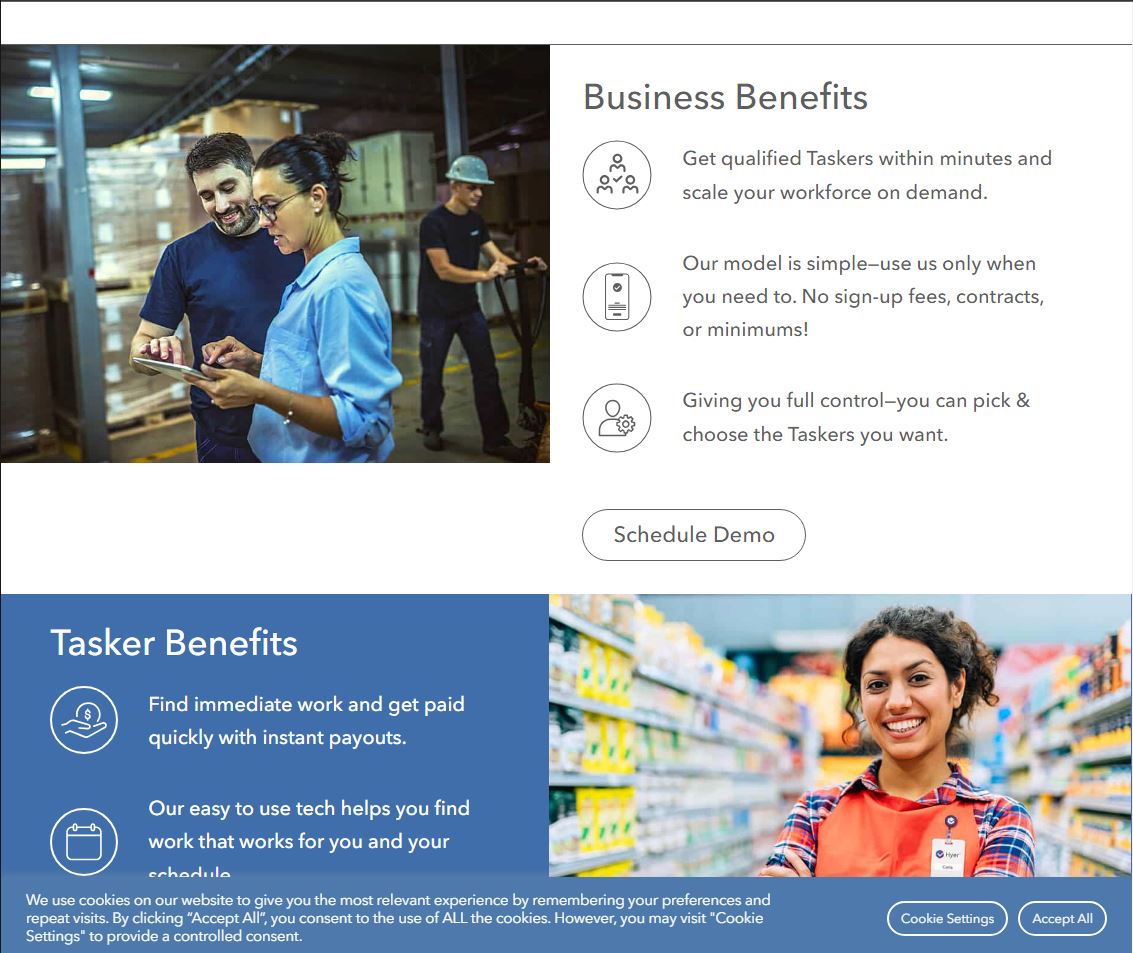 Business Benefits
Get qualified Taskers within minutes and
scale your workforce on demand.
Our model is simple—use us only when
you need to. No sign-up fees, contracts,
or minimums!
Giving you full control—you can pick &
choose the Taskers you want.
Schedule Demo
Tasker Benefits
Find immediate work and get paid
quickly with instant payouts.
Our easy to use tech helps you find
work that works for you and your
schedule
Hyer
We use cookies on our website to give you the most relevant experience by remembering your preferences and
repeat visits. By clicking “Accept All”, you consent to the use of ALL the cookies. However, you may visit "Cookie
Settings" to provide a controlled consent.
Cookie Settings
Accept All